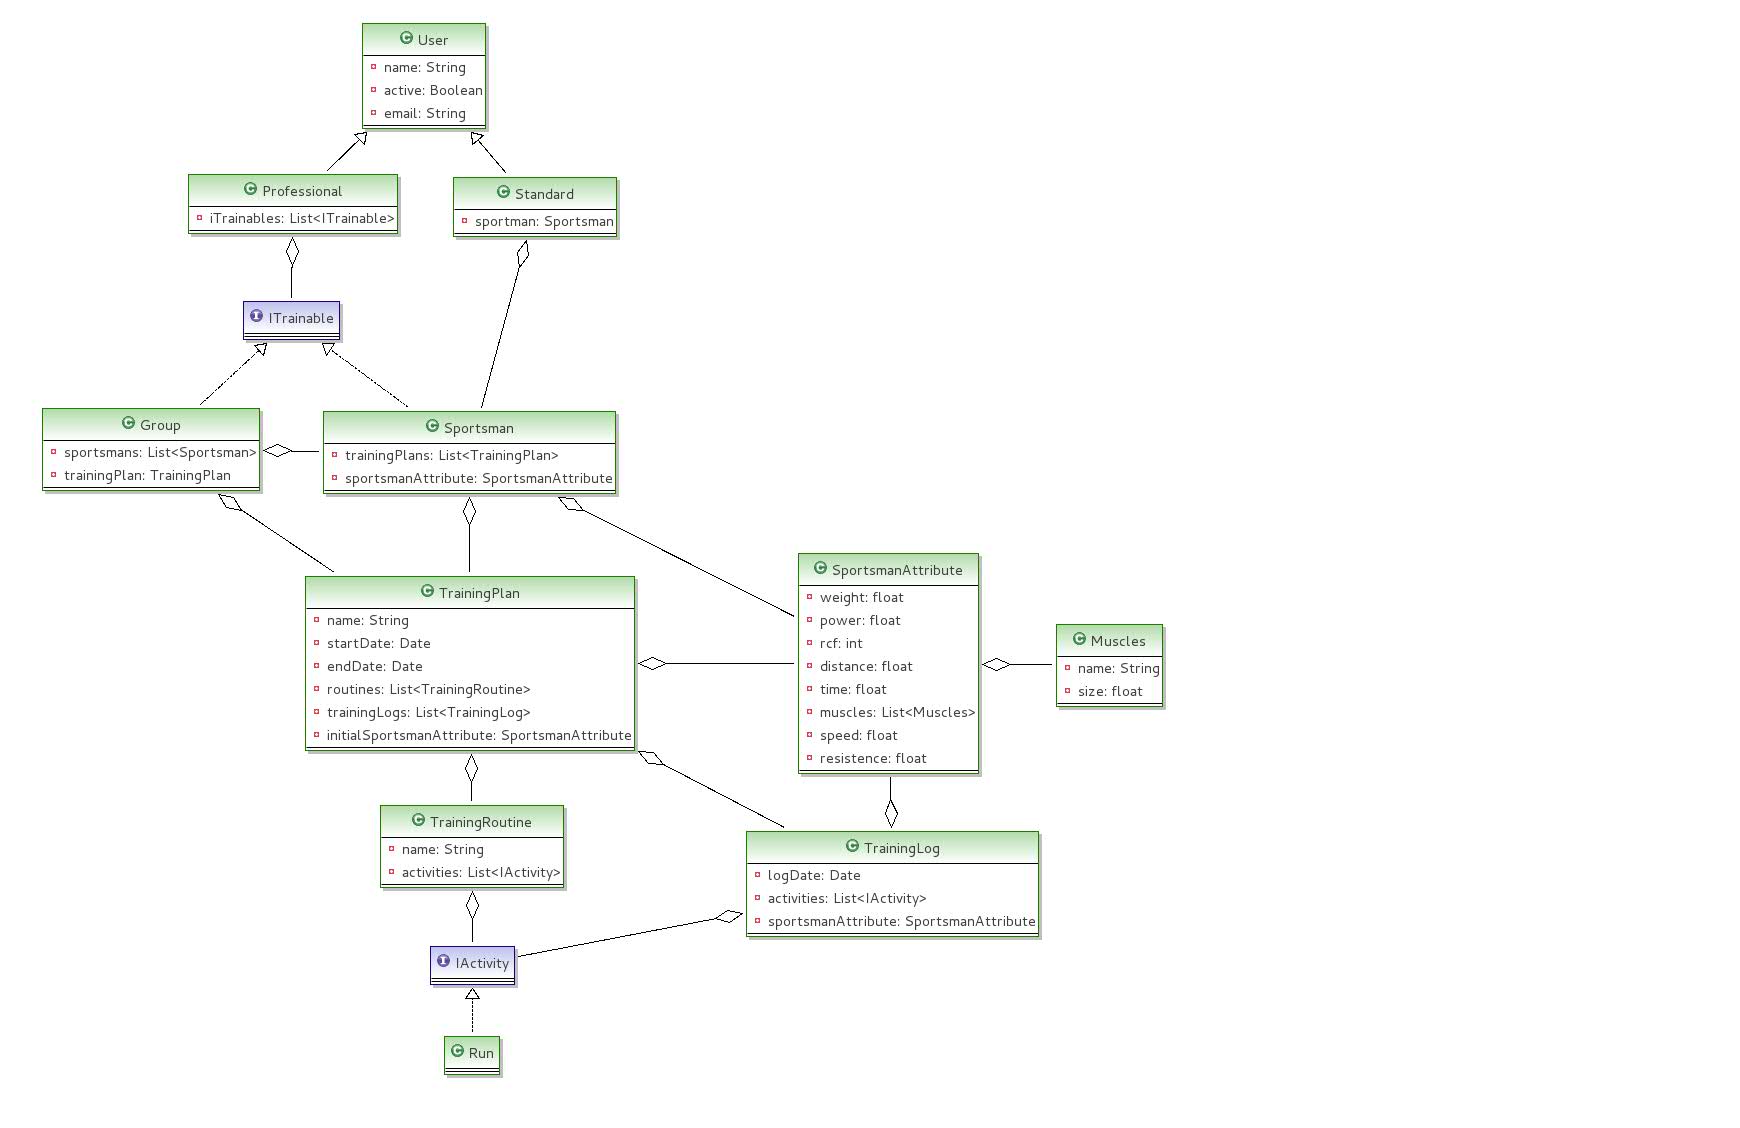 User
name: String
active: Boolean
email: String
Professional
iTrainables: List<ITrainable>
Standard
sportman: Sportsman
ITrainable
Group
sportsmans: List<Sportsman>
trainingPlan: TrainingPlan
Sportsman
trainingPlans: List<TrainingPlan>
sportsmanAttribute: SportsmanAttribute
TrainingPlan
name: String
startDate: Date
endDate: Date
routines: List<TrainingRoutine>
trainingLogs: List<TrainingLog>
initialSportsmanAttribute: SportsmanAttribute
SportsmanAttribute
weight: float
power: float
rcf: int
distance: float
time: float
muscles: List<Muscles>
speed: float
resistence: float
Muscles
name: String
size: float
TrainingRoutine
name: String
activities: List<IActivity>
TrainingLog
logDate: Date
activities: List<IActivity>
sportsmanAttribute: SportsmanAttribute
IActivity
Run